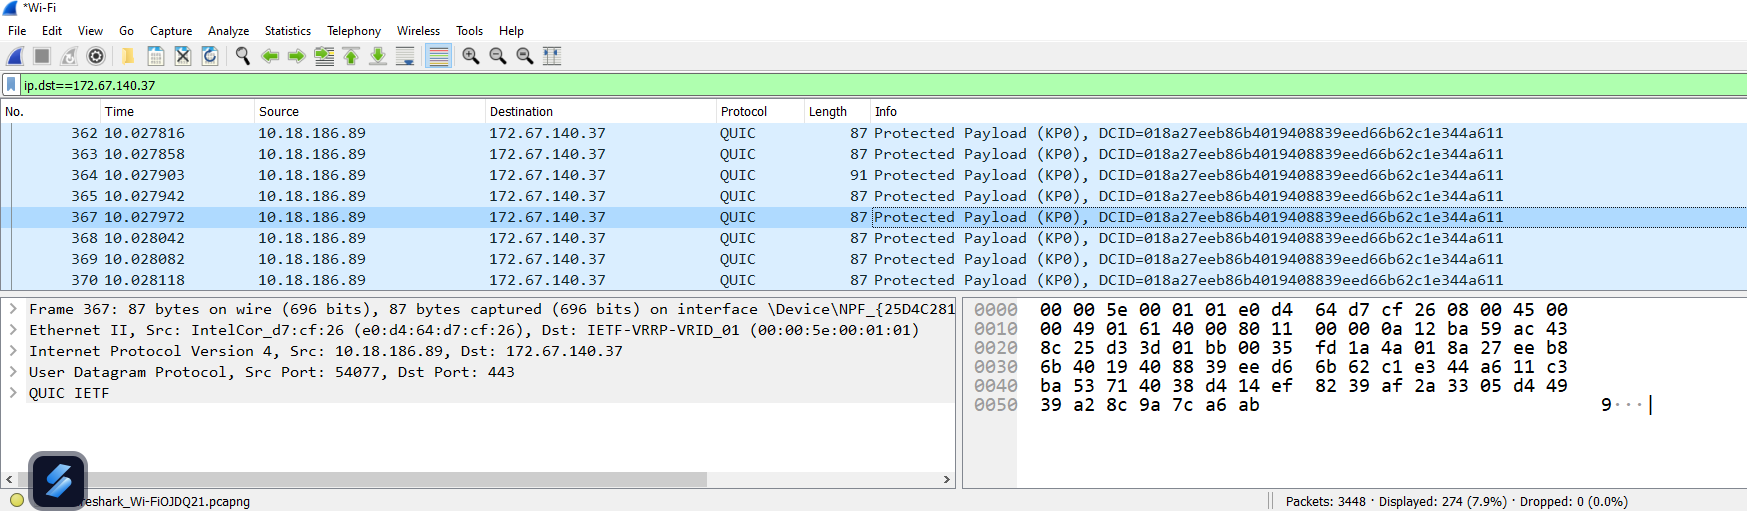 *Wi-Fi
File Edit View Go Capture Analyze Statistics Telephony Wireless Tools Help
ip.dst==172.67.140.37
No. Time Source Destination Protocol Length Info
362 10.027816 10.18.186.89 172.67.140.37 QUIC 87 Protected Payload (KP0), DCID=018a27eeb86b4019408839eed66b62c1e344a611
363 10.027858 10.18.186.89 172.67.140.37 QUIC 87 Protected Payload (KP0), DCID=018a27eeb86b4019408839eed66b62c1e344a611
364 10.027903 10.18.186.89 172.67.140.37 QUIC 91 Protected Payload (KP0), DCID=018a27eeb86b4019408839eed66b62c1e344a611
365 10.027942 10.18.186.89 172.67.140.37 QUIC 87 Protected Payload (KP0), DCID=018a27eeb86b4019408839eed66b62c1e344a611
367 10.027972 10.18.186.89 172.67.140.37 QUIC 87 Protected Payload (KP0), DCID=018a27eeb86b4019408839eed66b62c1e344a611
368 10.028042 10.18.186.89 172.67.140.37 QUIC 87 Protected Payload (KP0), DCID=018a27eeb86b4019408839eed66b62c1e344a611
369 10.028082 10.18.186.89 172.67.140.37 QUIC 87 Protected Payload (KP0), DCID=018a27eeb86b4019408839eed66b62c1e344a611
370 10.028118 10.18.186.89 172.67.140.37 QUIC 87 Protected Payload (KP0), DCID=018a27eeb86b4019408839eed66b62c1e344a611
Frame 367: 87 bytes on wire (696 bits), 87 bytes captured (696 bits) on interface \Device\NPF_{25D4C281
Ethernet II, Src: IntelCor_d7:cf:26 (e0:d4:64:d7:cf:26), Dst: IETF-VRRP-VRID_01 (00:00:5e:00:01:01)
Internet Protocol Version 4, Src: 10.18.186.89, Dst: 172.67.140.37
User Datagram Protocol, Src Port: 54077, Dst Port: 443
QUIC IETF
0000 00 00 5e 00 01 01 e0 d4 64 d7 cf 26 08 00 45 00
0010 00 49 01 61 40 00 80 11 00 00 0a 12 ba 59 ac 43
0020 8c 25 d3 3d 01 bb 00 35 fd 1a 4a 01 8a 27 ee b8
0030 6b 40 19 40 88 39 ee d6 6b 62 c1 e3 44 a6 11 c3
0040 ba 53 71 40 38 d4 14 ef 82 39 af 2a 33 05 d4 49
0050 39 a2 8c 9a 7c a6 ab 9···|
reshark_Wi-FiOJDQ21.pcapng
Packets: 3448 · Displayed: 274 (7.9%) · Dropped: 0 (0.0%)